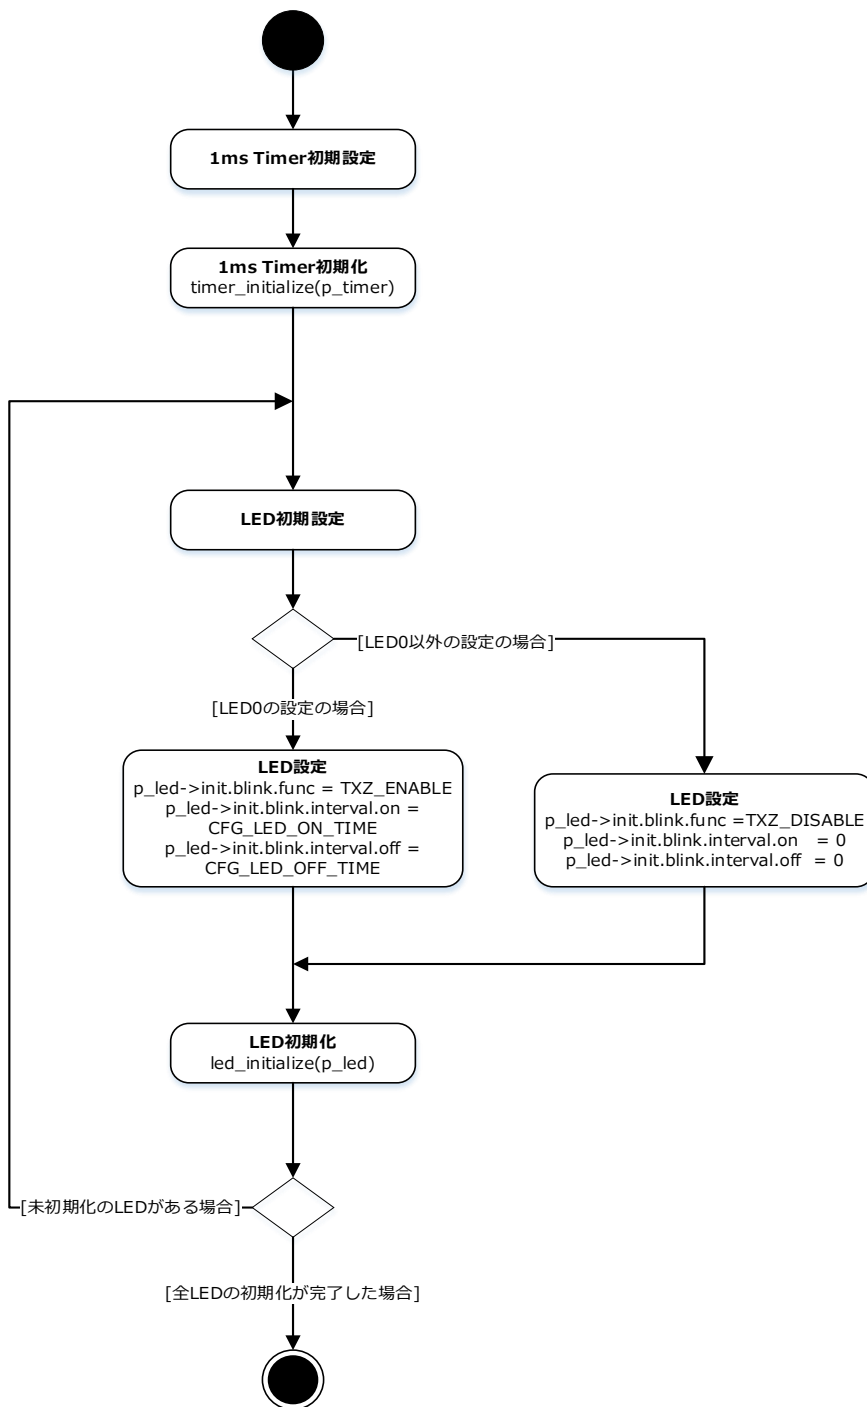 1ms Timer初期設定
1ms Timer初期化
timer_initialize(p_timer)
LED初期設定
[LED0以外の設定の場合]
[LED0の設定の場合]
LED設定
p_led->init.blink.func = TXZ_ENABLE
p_led->init.blink.interval.on =
CFG_LED_ON_TIME
p_led->init.blink.interval.off =
CFG_LED_OFF_TIME
LED設定
p_led->init.blink.func =TXZ_DISABLE
p_led->init.blink.interval.on = 0
p_led->init.blink.interval.off = 0
LED初期化
led_initialize(p_led)
[未初期化のLEDがある場合]
[全LEDの初期化が完了した場合]